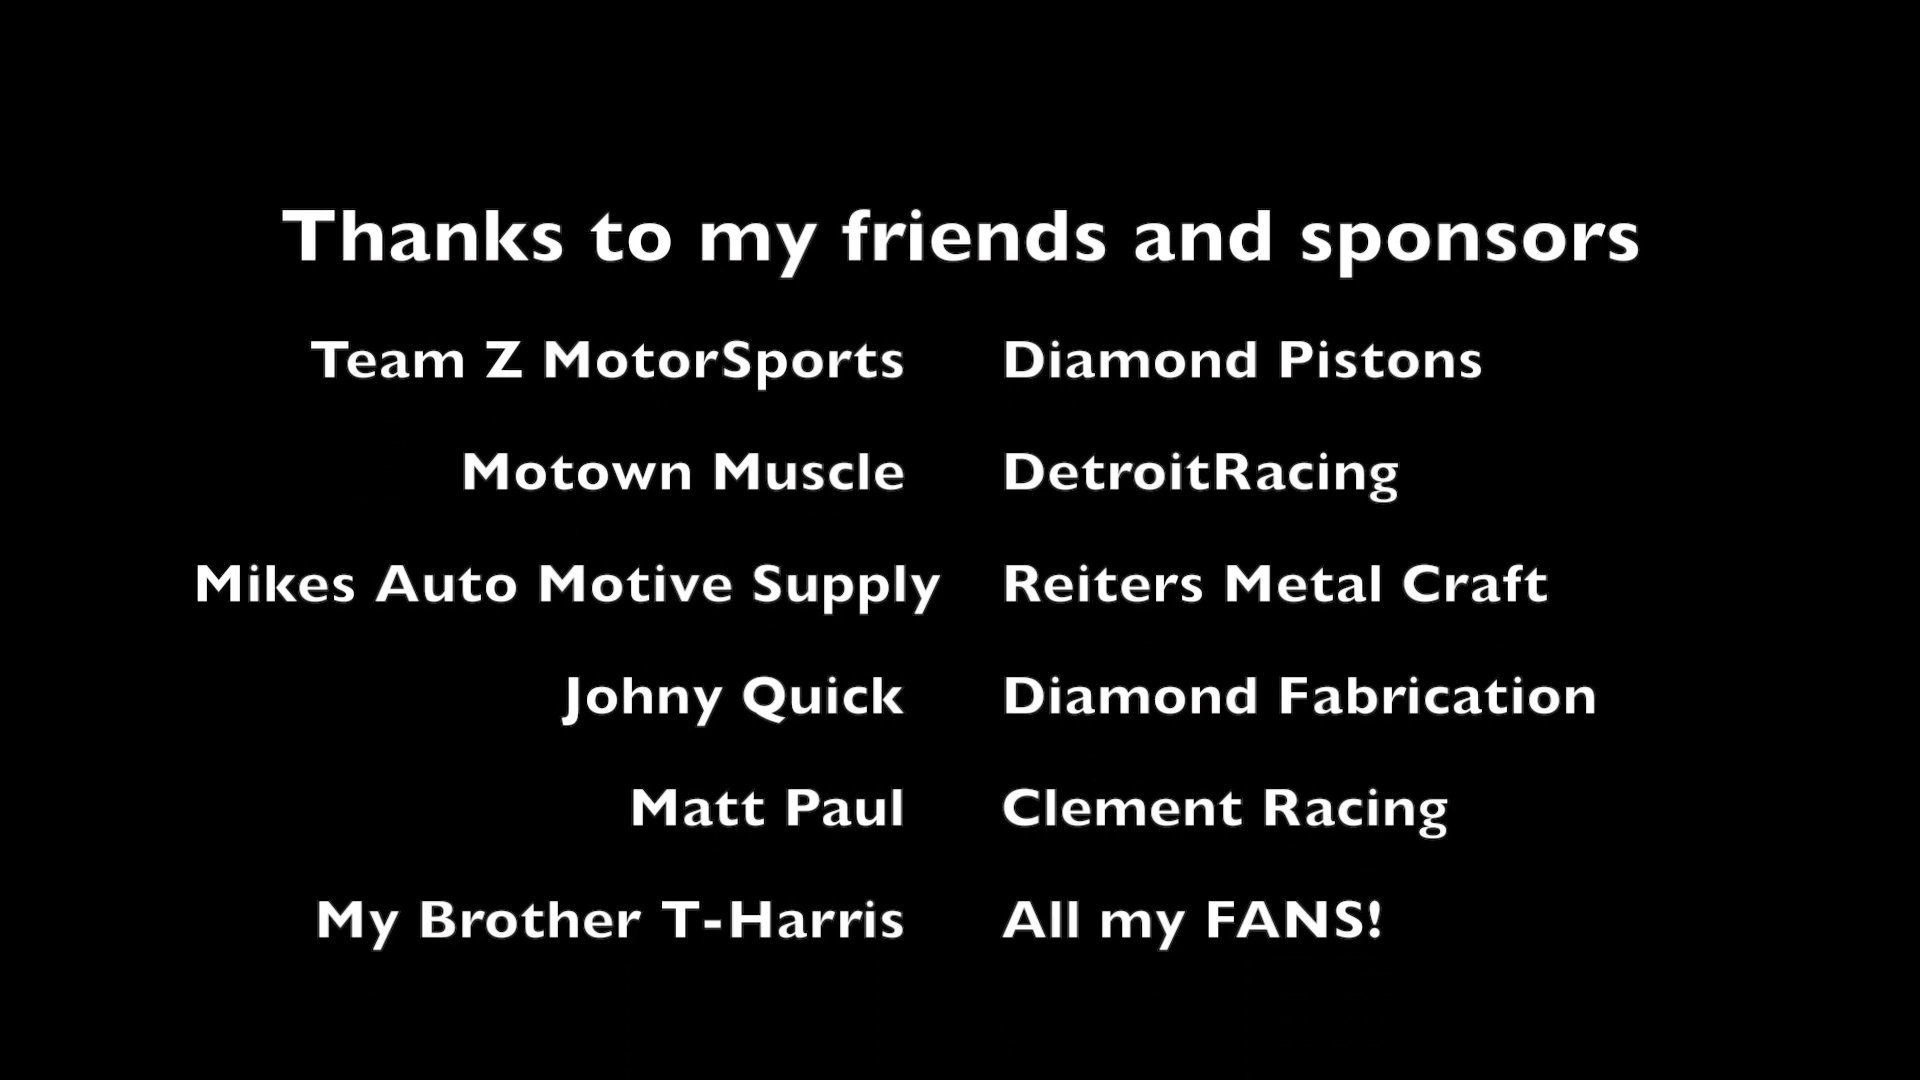 Thanks to my friends and sponsors
Team Z MotorSports Diamond Pistons
Motown Muscle DetroitRacing
Mikes Auto Motive Supply Reiters Metal Craft
Johny Quick Diamond Fabrication
Matt Paul Clement Racing
My Brother T-Harris All my FANS!